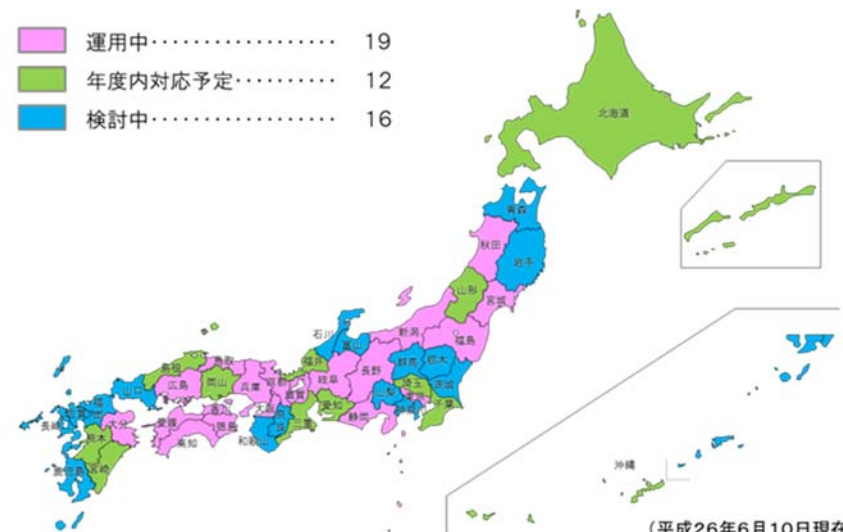 運用中・・・・・・・・・・・・・・・・・・ 19
年度内対応予定・・・・・・・・・・ 12
検討中・・・・・・・・・・・・・・・・・・ 16
北海道
青森
秋田
岩手
山形
宮城
石川
富山
新潟
福島
福井
長野
群馬
栃木
島根
鳥取
京都
岐阜
埼玉
茨城
山口
広島
岡山
兵庫
滋賀
山梨
千葉
香川
大阪
愛知
長崎
大分
愛媛
徳島
三重
静岡
熊本
高知
和歌山
宮崎
鹿児島
沖縄
(平成26年6月10日現在